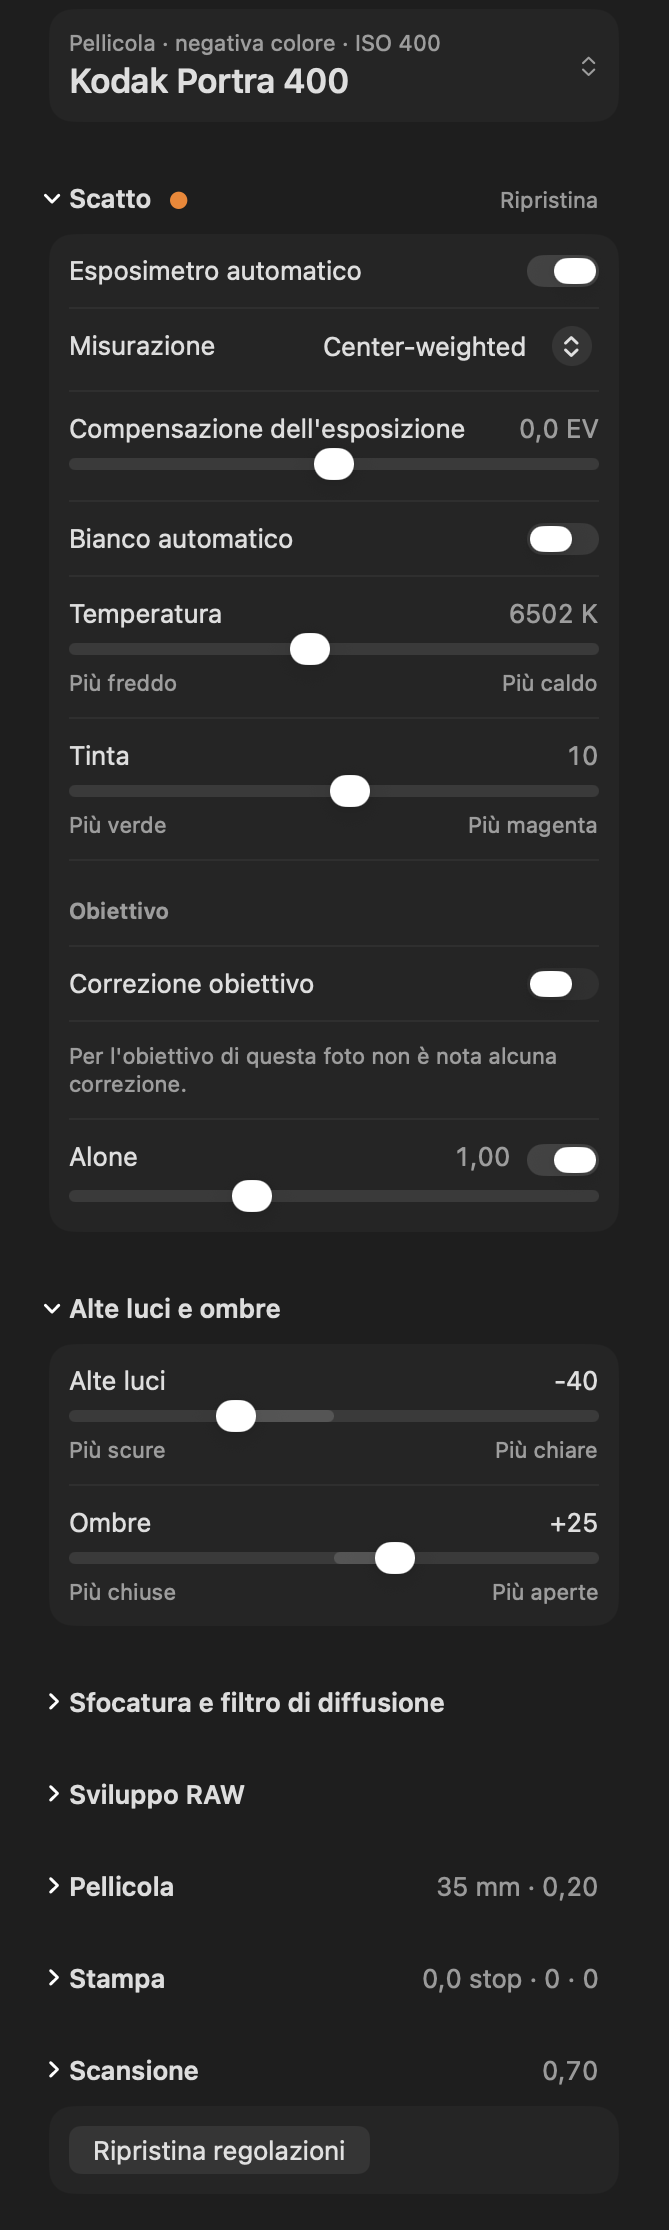 Pellicola · negativa colore · ISO 400
Kodak Portra 400
Scatto
Ripristina
Esposimetro automatico
Misurazione Center-weighted
Compensazione dell'esposizione 0,0 EV
Bianco automatico
Temperatura 6502 K
Più freddo Più caldo
Tinta 10
Più verde Più magenta
Obiettivo
Correzione obiettivo
Per l'obiettivo di questa foto non è nota alcuna
correzione.
Alone 1,00
Alte luci e ombre
Alte luci -40
Più scure Più chiare
Ombre +25
Più chiuse Più aperte
Sfocatura e filtro di diffusione
Sviluppo RAW
Pellicola 35 mm · 0,20
Stampa 0,0 stop · 0 · 0
Scansione 0,70
Ripristina regolazioni